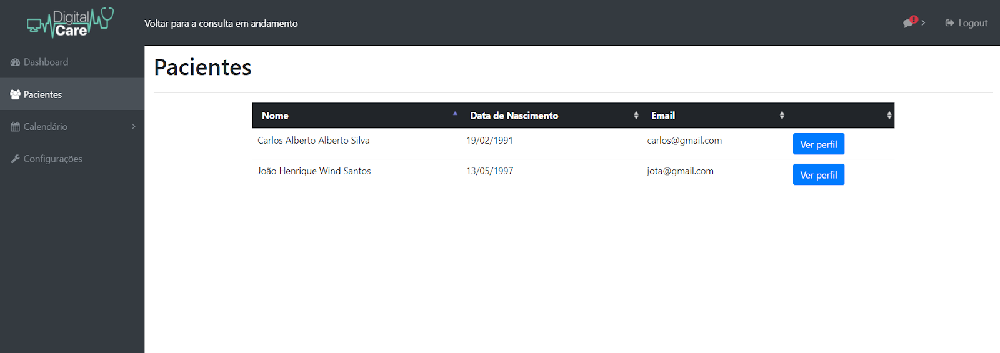 Digital
Care
Voltar para a consulta em andamento
! Logout
Dashboard
Pacientes
Calendário
Configurações
Pacientes
Nome Data de Nascimento Email
Carlos Alberto Alberto Silva 19/02/1991 carlos@gmail.com Ver perfil
João Henrique Wind Santos 13/05/1997 jota@gmail.com Ver perfil